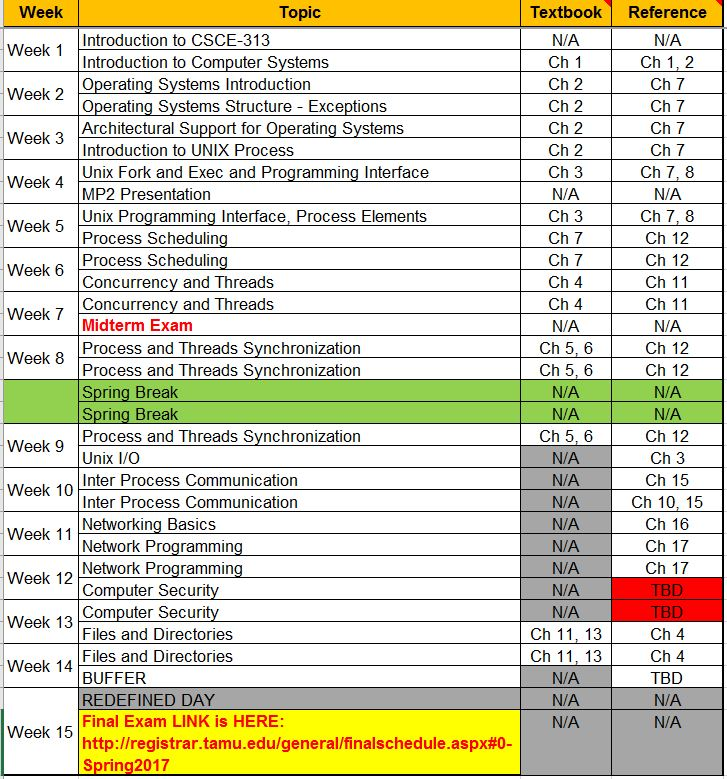 Week Topic Textbook Reference
Week 1
Introduction to CSCE-313 N/A N/A
Introduction to Computer Systems Ch 1 Ch 1, 2
Week 2
Operating Systems Introduction Ch 2 Ch 7
Operating Systems Structure - Exceptions Ch 2 Ch 7
Week 3
Architectural Support for Operating Systems Ch 2 Ch 7
Introduction to UNIX Process Ch 2 Ch 7
Week 4
Unix Fork and Exec and Programming Interface Ch 3 Ch 7, 8
MP2 Presentation N/A N/A
Week 5
Unix Programming Interface, Process Elements Ch 3 Ch 7, 8
Process Scheduling Ch 7 Ch 12
Week 6
Process Scheduling Ch 7 Ch 12
Concurrency and Threads Ch 4 Ch 11
Week 7
Concurrency and Threads Ch 4 Ch 11
Midterm Exam N/A N/A
Week 8
Process and Threads Synchronization Ch 5, 6 Ch 12
Process and Threads Synchronization Ch 5, 6 Ch 12
Spring Break N/A N/A
Spring Break N/A N/A
Week 9
Process and Threads Synchronization Ch 5, 6 Ch 12
Unix I/O N/A Ch 3
Week 10
Inter Process Communication N/A Ch 15
Inter Process Communication N/A Ch 10, 15
Week 11
Networking Basics N/A Ch 16
Network Programming N/A Ch 17
Week 12
Network Programming N/A Ch 17
Computer Security N/A TBD
Week 13
Computer Security N/A TBD
Files and Directories Ch 11, 13 Ch 4
Week 14
Files and Directories Ch 11, 13 Ch 4
BUFFER N/A TBD
Week 15
REDEFINED DAY N/A N/A
Final Exam LINK is HERE: N/A N/A
http://registrar.tamu.edu/general/finalschedule.aspx#0-
Spring2017